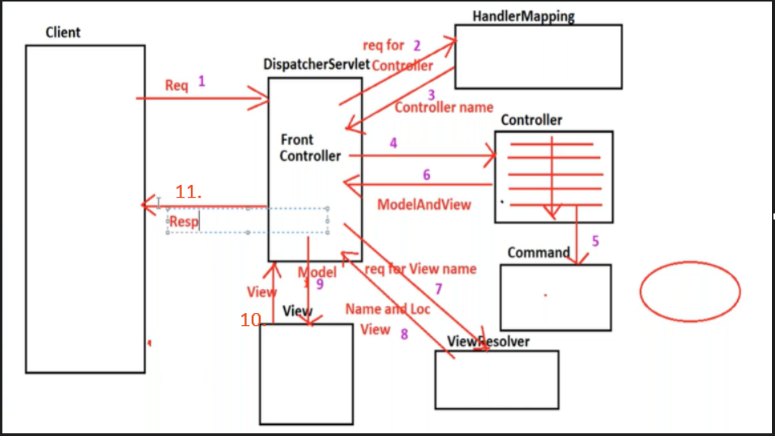 Client
HandlerMapping
req for 2
DispatcherServlet Controller
Req 1
3
Controller name
Controller
Front
Controller
4
6
11.
ModelAndView
Resp
5
Command
Model
req for View name
View
9
7
10
View
Name and Loc
View 8
ViewResolver